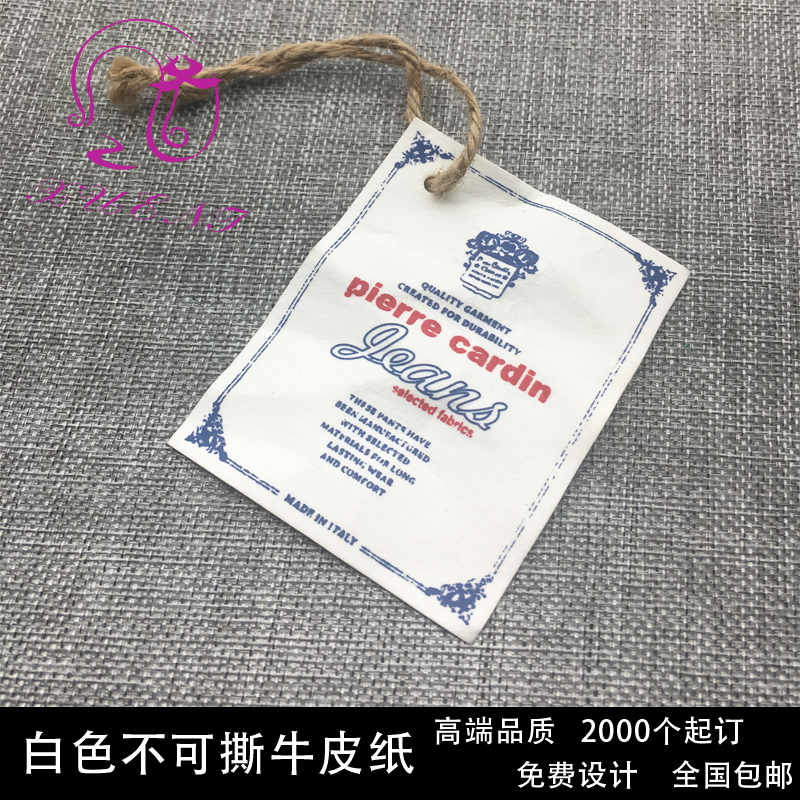 QUALITY GARMENT
CREATED FOR DURABILITY
pierre cardin
Jeans
selected fabrics
THESE PANTS HAVE
BEEN MANUFACTURED
WITH SELECTED
MATERIALS FOR LONG
LASTING WEAR
AND COMFORT
MADE IN ITALY
白色不可撕牛皮纸
高端品质 2000个起订
免费设计 全国包邮